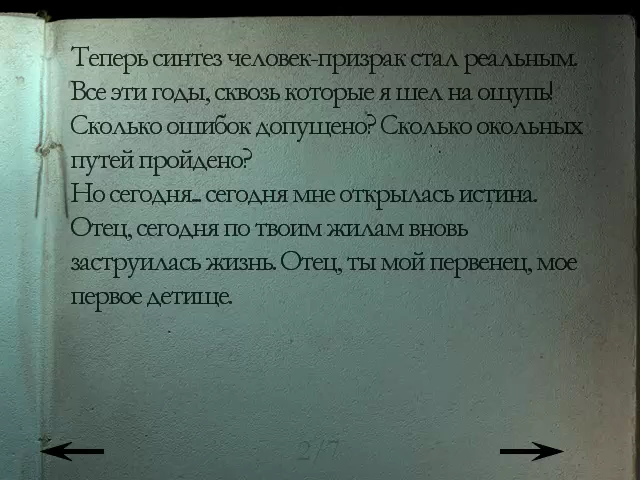 Теперь синтез человек-призрак стал реальным.
Все эти годы, сквозь которые я шел на ощупь!
Сколько ошибок допущено? Сколько окольных
путей пройдено?
Но сегодня... сегодня мне открылась истина.
Отец, сегодня по твоим жилам вновь
заструилась жизнь. Отец, ты мой первенец, мое
первое детище.
2/7